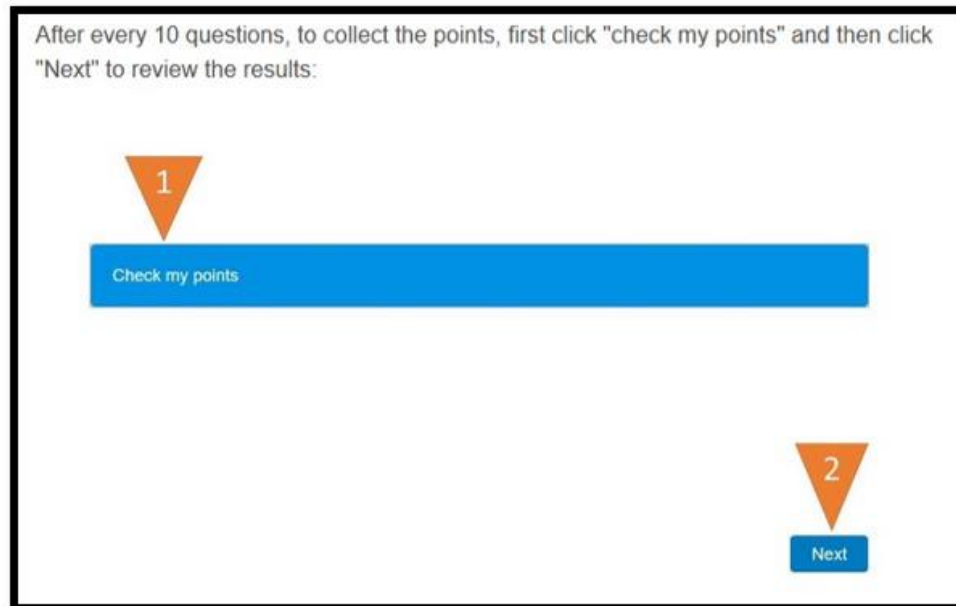 After every 10 questions, to collect the points, first click "check my points" and then click
"Next" to review the results:
1
Check my points
2
Next